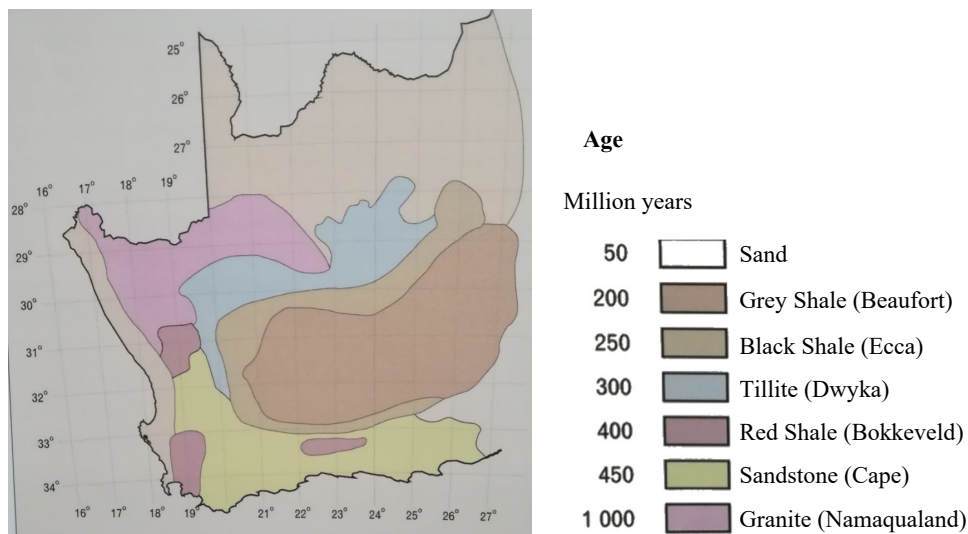 25°
26°
27°
16° 17° 18° 19°
28°
29°
30°
31°
32°
33°
34°
16° 17° 18° 19° 21° 22° 23° 24° 25° 26° 27°
Age
Million years
50 Sand
200 Grey Shale (Beaufort)
250 Black Shale (Ecca)
300 Tillite (Dwyka)
400 Red Shale (Bokkeveld)
450 Sandstone (Cape)
1 000 Granite (Namaqualand)